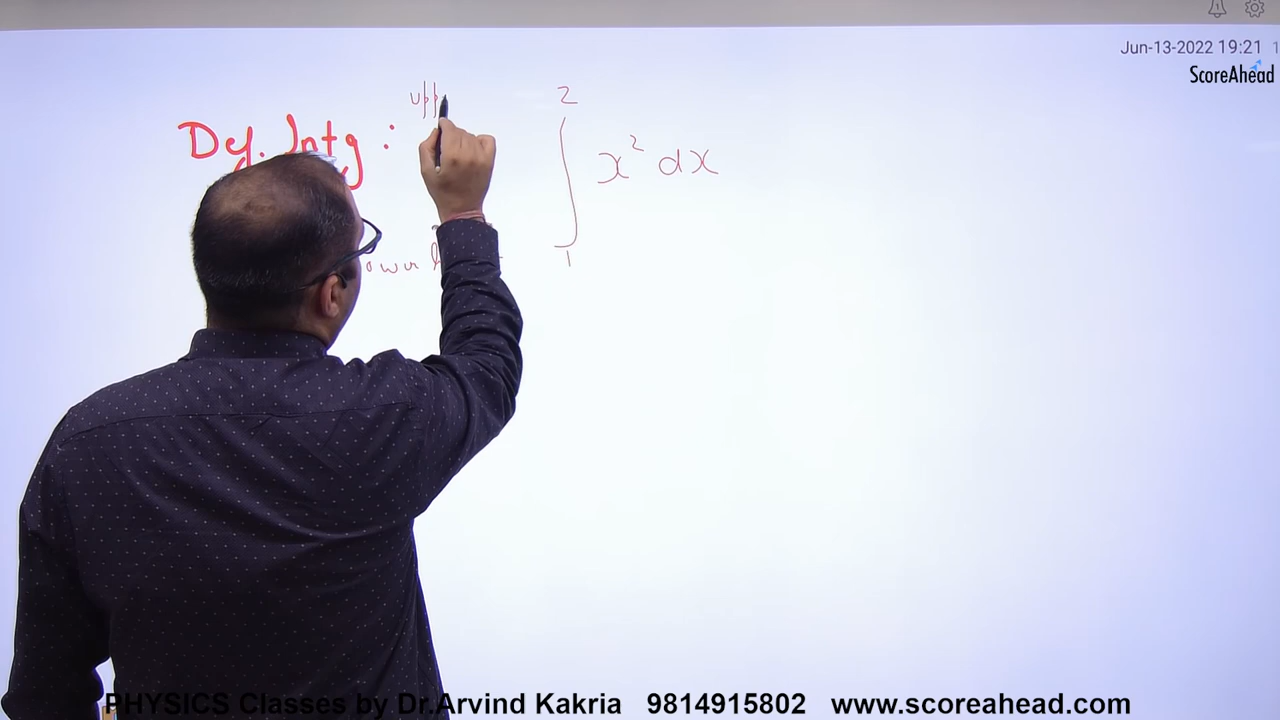 Jun-13-2022 19:21
ScoreAhead
upp
2
Def. Intg :
∫ x² dx
1
PHYSICS Classes by Dr.Arvind Kakria 9814915802 www.scoreahead.com